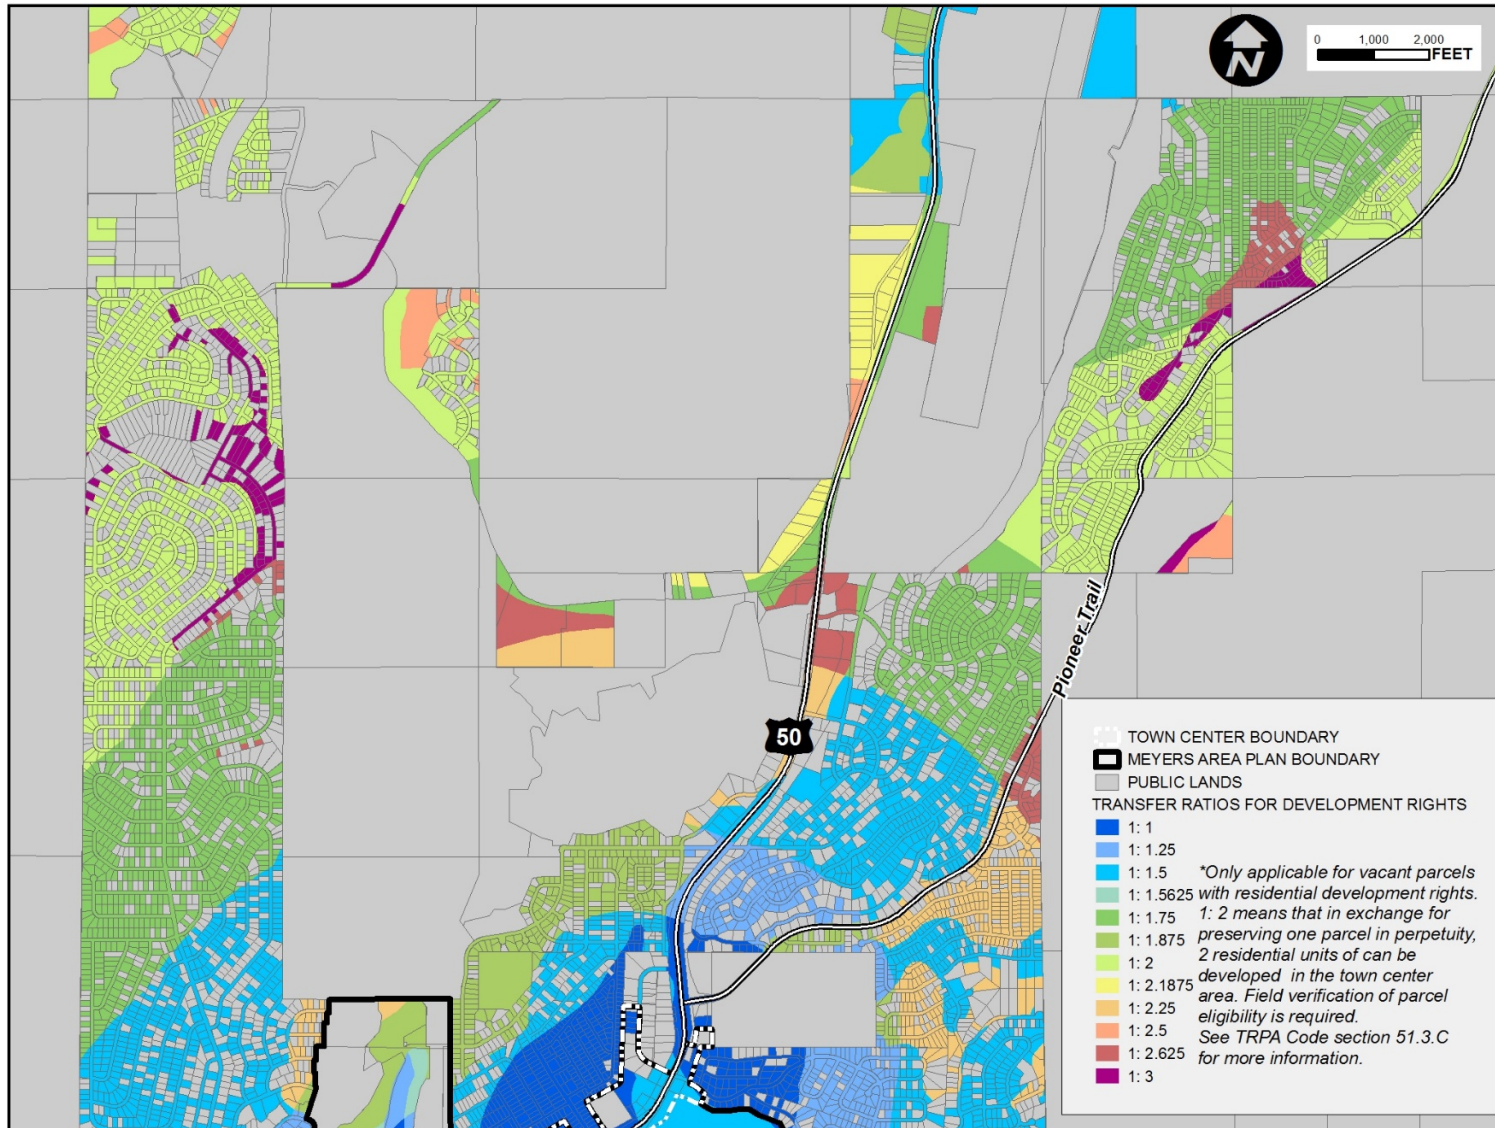 N
0 1,000 2,000
FEET
Pioneer Trail
50
TOWN CENTER BOUNDARY
MEYERS AREA PLAN BOUNDARY
PUBLIC LANDS
TRANSFER RATIOS FOR DEVELOPMENT RIGHTS
1: 1
1: 1.25
1: 1.5
1: 1.5625
1: 1.75
1: 1.875
1: 2
1: 2.1875
1: 2.25
1: 2.5
1: 2.625
1: 3
*Only applicable for vacant parcels
with residential development rights.
1: 2 means that in exchange for
preserving one parcel in perpetuity,
2 residential units of can be
developed in the town center
area. Field verification of parcel
eligibility is required.
See TRPA Code section 51.3.C
for more information.